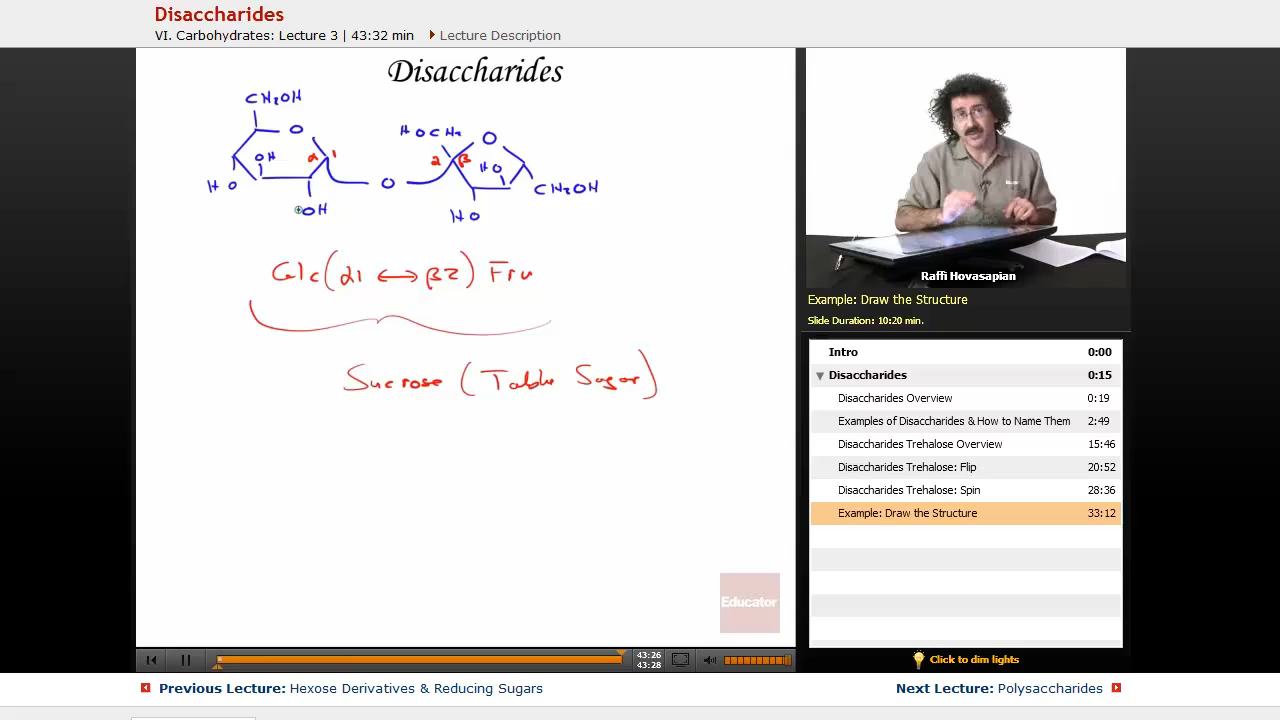 Disaccharides
VI. Carbohydrates: Lecture 3 | 43:32 min Lecture Description
Disaccharides
CH2OH
O
OH
HO
OH
α 1
O
HOCH2
O
2 β
HO
HO
CH2OH
Glc(α1 ↔ β2) Fru
Sucrose (Table Sugar)
Educator
Raffi Hovasapian
Example: Draw the Structure
Slide Duration: 10:20 min.
Intro 0:00
Disaccharides 0:15
Disaccharides Overview 0:19
Examples of Disaccharides & How to Name Them 2:49
Disaccharides Trehalose Overview 15:46
Disaccharides Trehalose: Flip 20:52
Disaccharides Trehalose: Spin 28:36
Example: Draw the Structure 33:12
43:26
43:28
Click to dim lights
Previous Lecture: Hexose Derivatives & Reducing Sugars
Next Lecture: Polysaccharides